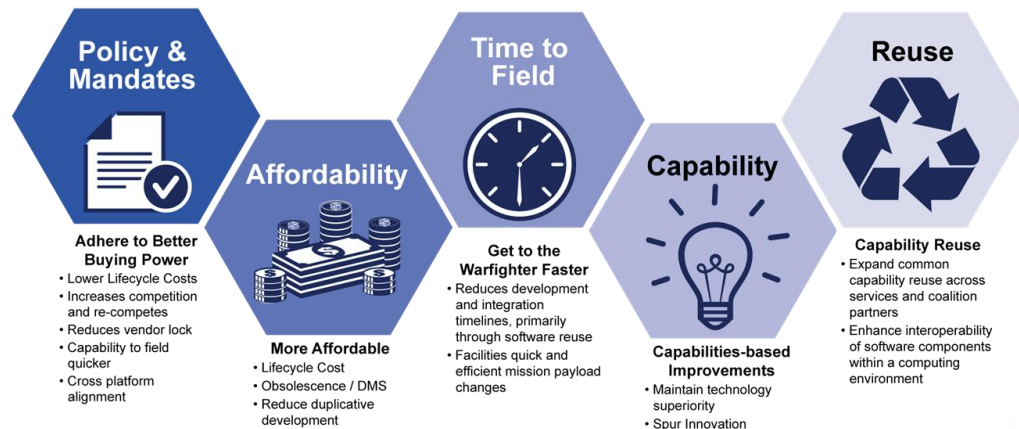 Policy &
Mandates
Adhere to Better
Buying Power
• Lower Lifecycle Costs
• Increases competition
and re-competes
• Reduces vendor lock
• Capability to field
quicker
• Cross platform
alignment
Affordability
More Affordable
• Lifecycle Cost
• Obsolescence / DMS
• Reduce duplicative
development
Time to
Field
Get to the
Warfighter Faster
• Reduces development
and integration
timelines, primarily
through software reuse
• Facilities quick and
efficient mission payload
changes
Capability
Capabilities-based
Improvements
• Maintain technology
superiority
• Spur Innovation
Reuse
Capability Reuse
• Expand common
capability reuse across
services and coalition
partners
• Enhance interoperability
of software components
within a computing
environment